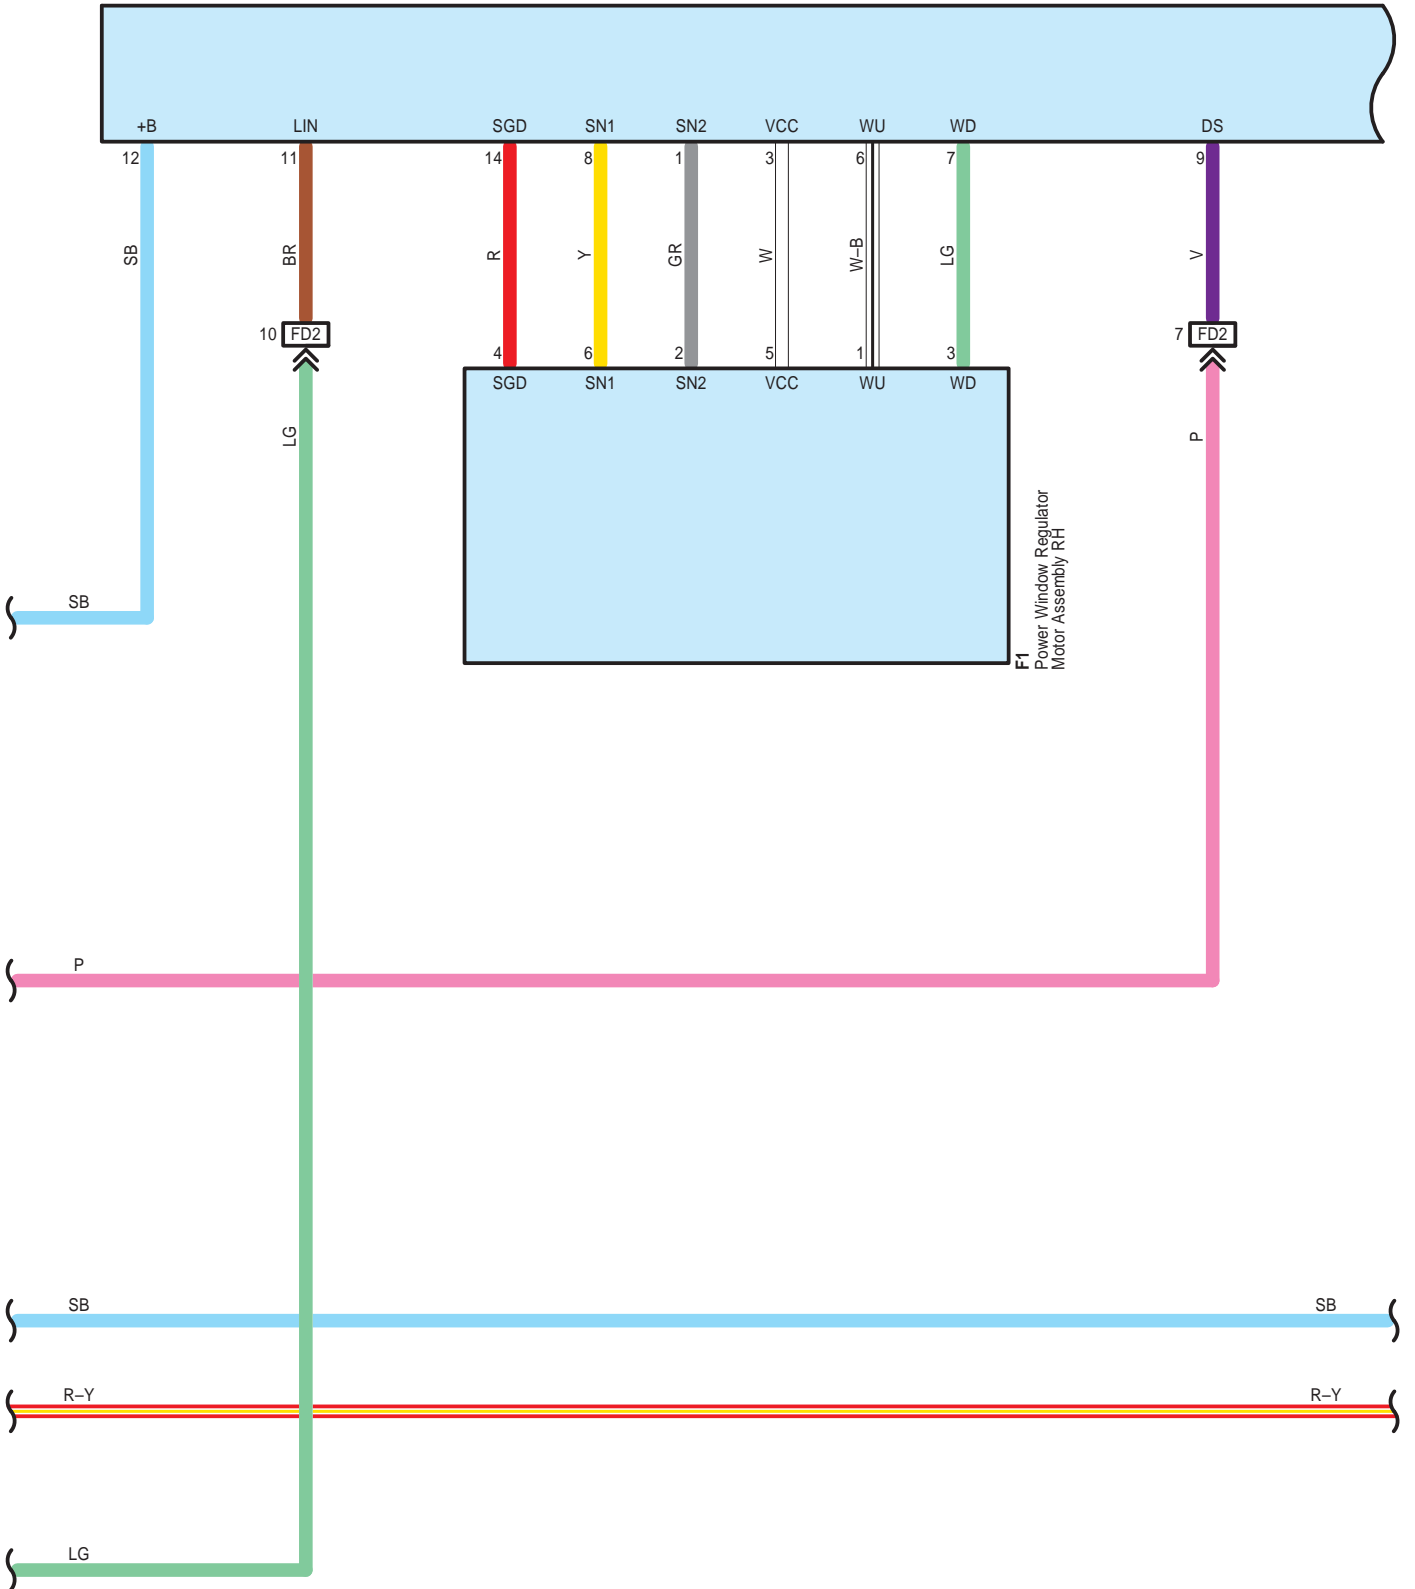 +B LIN SGD SN1 SN2 VCC WU WD DS
12 11 14 8 1 3 6 7 9
SB BR R Y GR W W–B LG V
10 FD2 7 FD2
4 6 2 5 1 3
SGD SN1 SN2 VCC WU WD
LG P
F1
Power Window Regulator
Motor Assembly RH
SB
P
SB SB
R–Y R–Y
LG